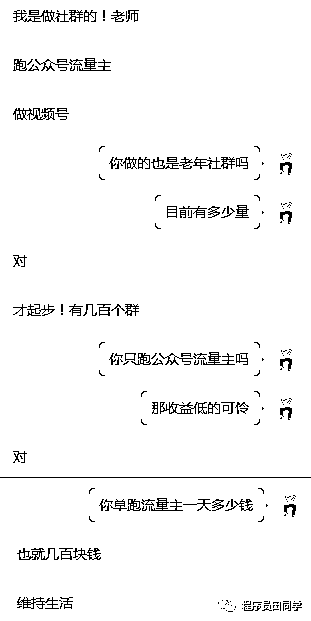 我是做社群的！老师
跑公众号流量主
做视频号
你做的也是老年社群吗
目前有多少量
对
才起步！有几百个群
你只跑公众号流量主吗
那收益低的可怜
对
你单跑流量主一天多少钱
也就几百块钱
维持生活
程序员田同学